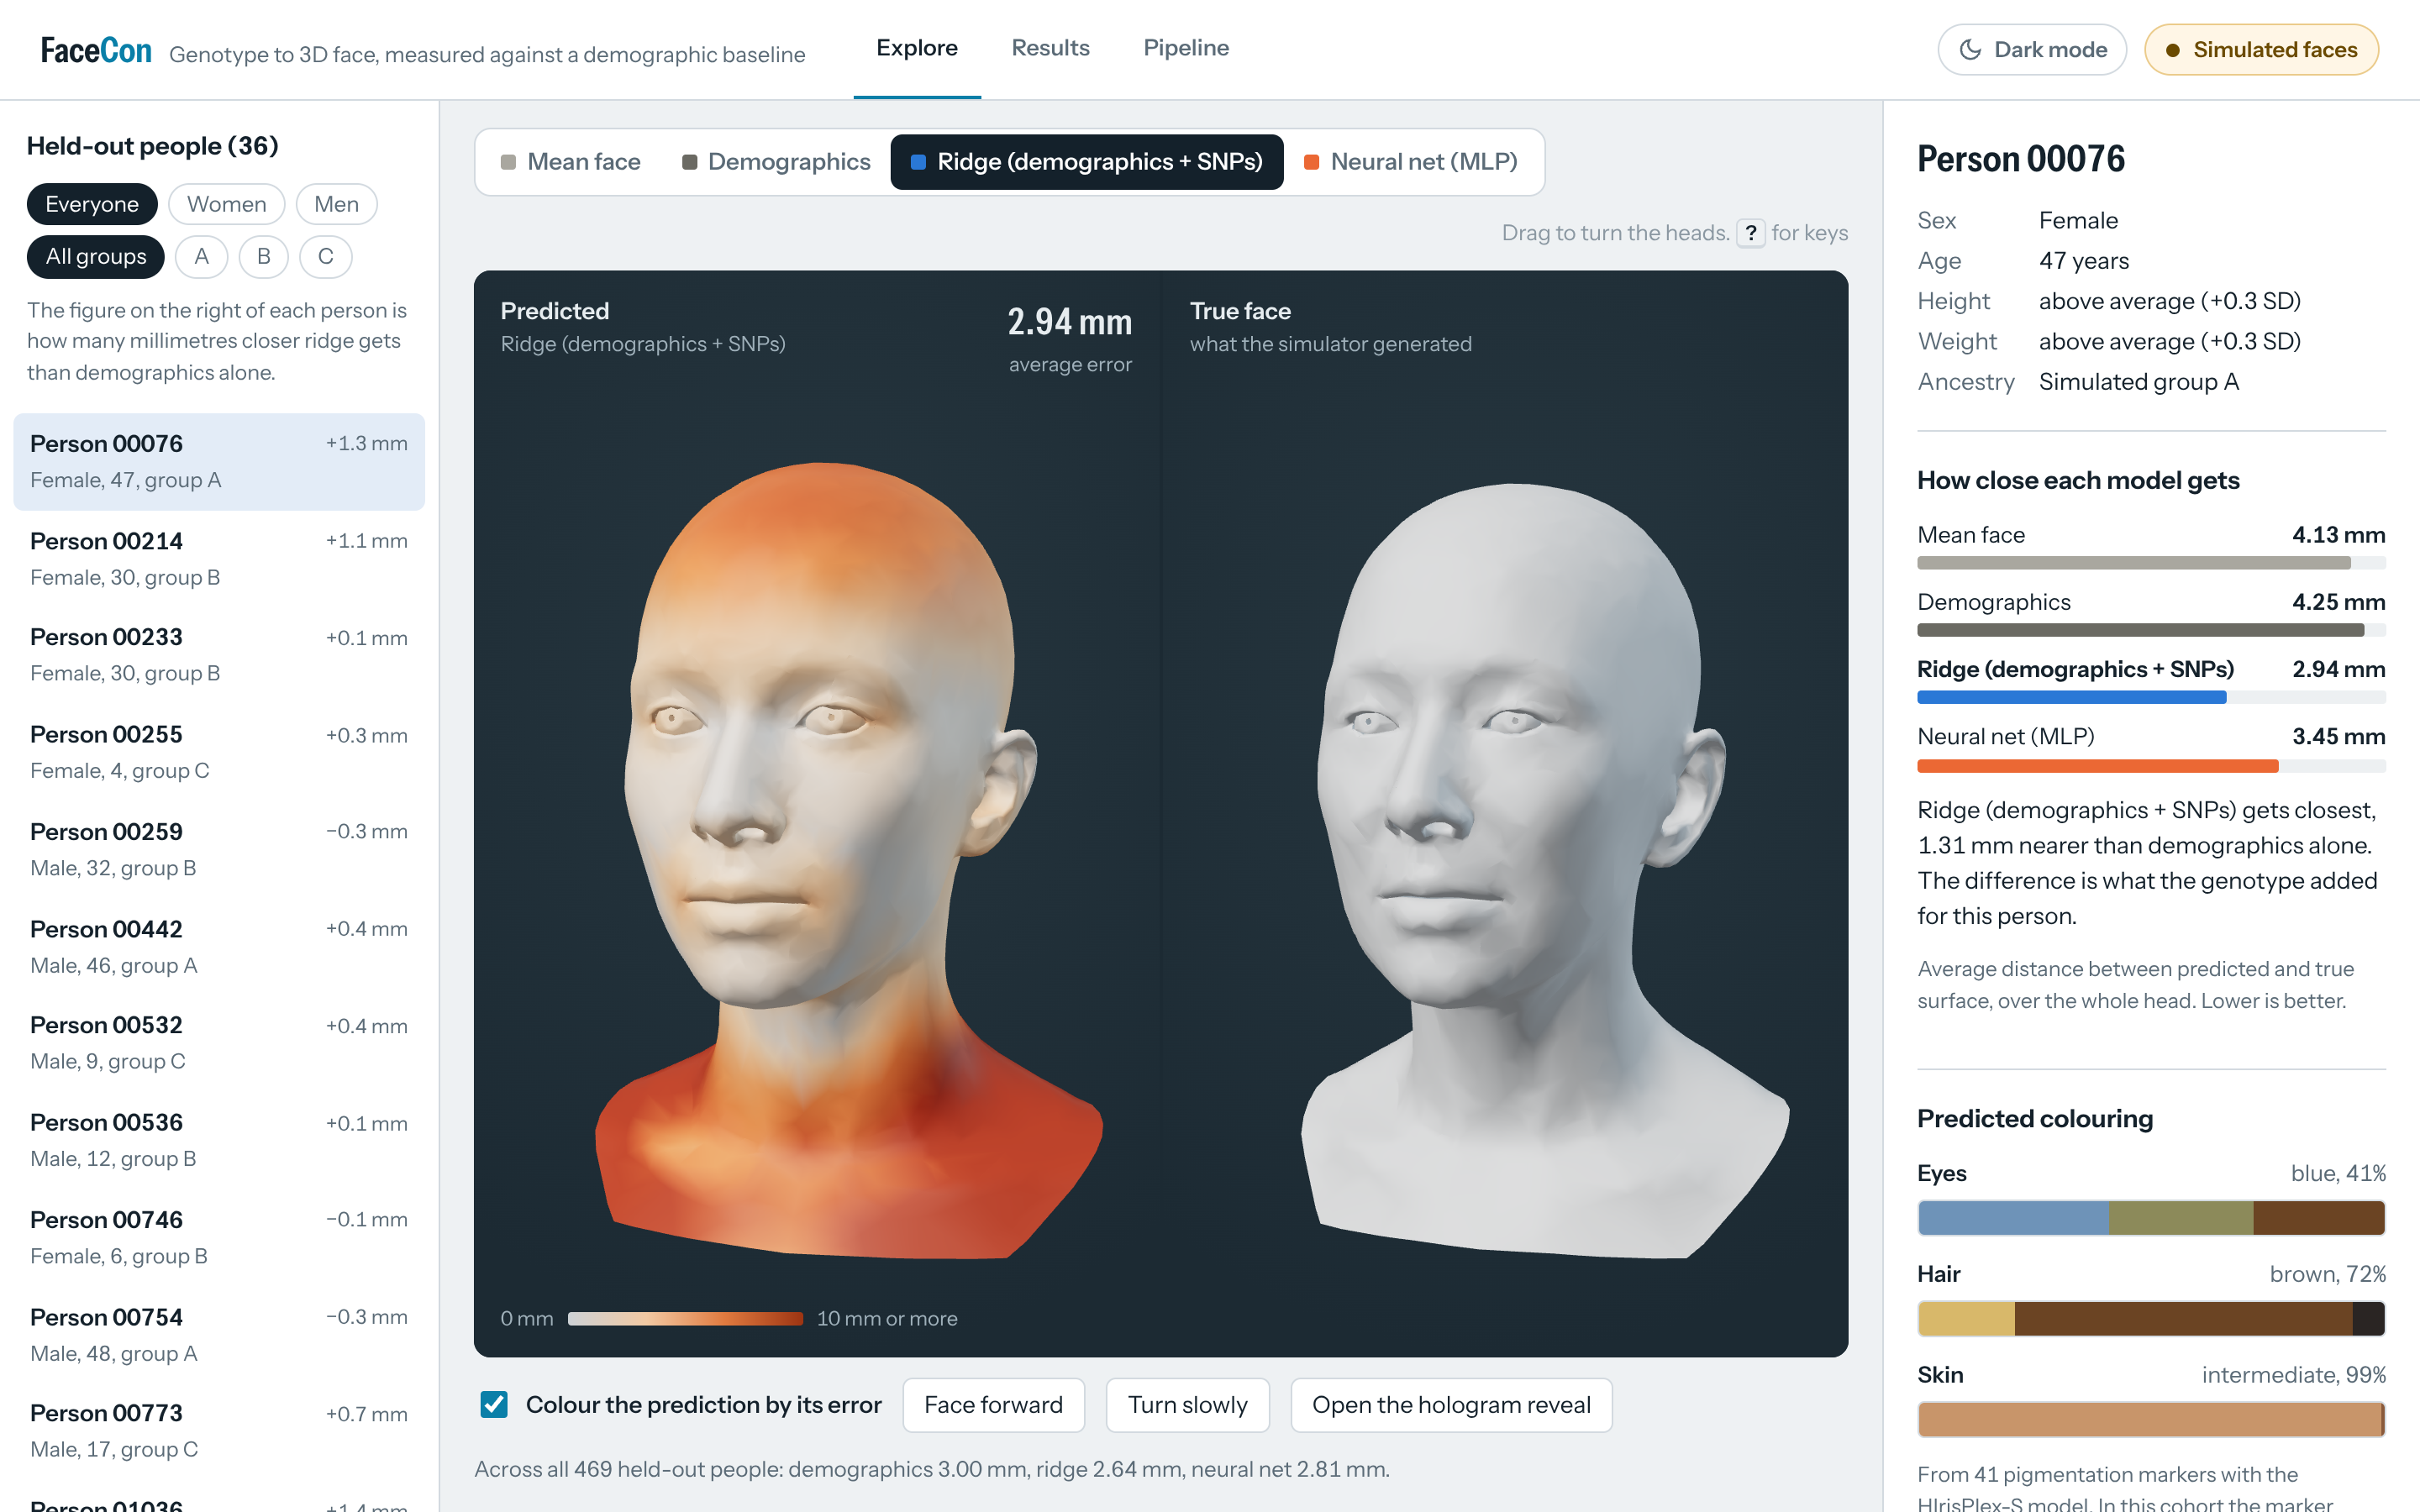 FaceCon Genotype to 3D face, measured against a demographic baseline
Explore Results Pipeline
Dark mode
Simulated faces
Held-out people (36)
Everyone Women Men
All groups A B C
The figure on the right of each person is
how many millimetres closer ridge gets
than demographics alone.
Person 00076 +1.3 mm
Female, 47, group A
Person 00214 +1.1 mm
Female, 30, group B
Person 00233 +0.1 mm
Female, 30, group B
Person 00255 +0.3 mm
Female, 4, group C
Person 00259 −0.3 mm
Male, 32, group B
Person 00442 +0.4 mm
Male, 46, group A
Person 00532 +0.4 mm
Male, 9, group C
Person 00536 +0.1 mm
Male, 12, group B
Person 00746 −0.1 mm
Female, 6, group B
Person 00754 −0.3 mm
Male, 48, group A
Person 00773 +0.7 mm
Male, 17, group C
Person 01036 +1.4 mm
Mean face Demographics Ridge (demographics + SNPs) Neural net (MLP)
Drag to turn the heads. ? for keys
Predicted
Ridge (demographics + SNPs)
2.94 mm
average error
True face
what the simulator generated
0 mm 10 mm or more
Colour the prediction by its error
Face forward
Turn slowly
Open the hologram reveal
Across all 469 held-out people: demographics 3.00 mm, ridge 2.64 mm, neural net 2.81 mm.
Person 00076
Sex Female
Age 47 years
Height above average (+0.3 SD)
Weight above average (+0.3 SD)
Ancestry Simulated group A
How close each model gets
Mean face 4.13 mm
Demographics 4.25 mm
Ridge (demographics + SNPs) 2.94 mm
Neural net (MLP) 3.45 mm
Ridge (demographics + SNPs) gets closest,
1.31 mm nearer than demographics alone.
The difference is what the genotype added
for this person.
Average distance between predicted and true
surface, over the whole head. Lower is better.
Predicted colouring
Eyes blue, 41%
Hair brown, 72%
Skin intermediate, 99%
From 41 pigmentation markers with the
HIrisPlex-S model. In this cohort the marker